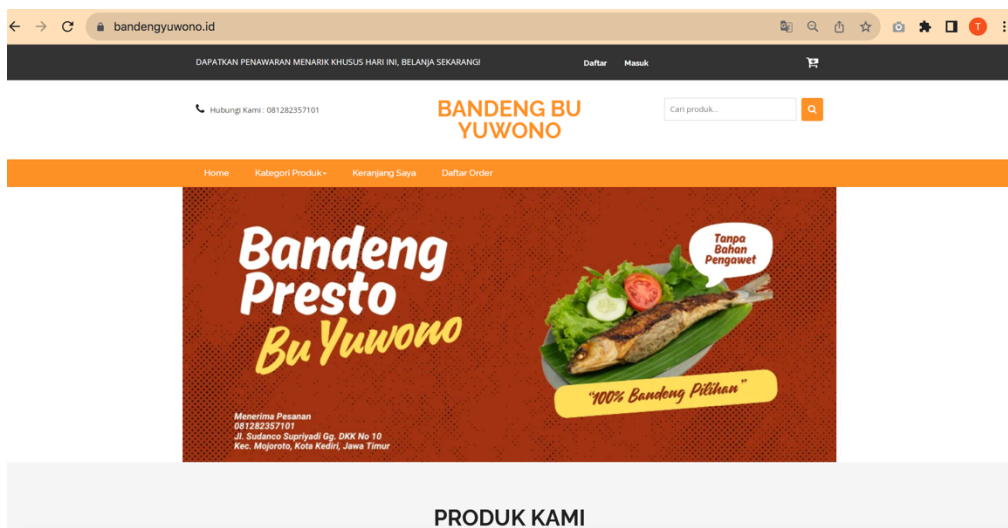 bandengyuwono.id
T
DAPATKAN PENAWARAN MENARIK KHUSUS HARI INI, BELANJA SEKARANG!
Daftar
Masuk
Hubungi Kami : 081282357101
BANDENG BU
YUWONO
Cari produk...
Home
Kategori Produk
Keranjang Saya
Daftar Order
Bandeng
Presto
Bu Yuwono
Tanpa
Bahan
Pengawet
"100% Bandeng Pilihan"
Menerima Pesanan
081282357101
Jl. Sudanco Supriyadi Gg. DKK No 10
Kec. Mojoroto, Kota Kediri, Jawa Timur
PRODUK KAMI